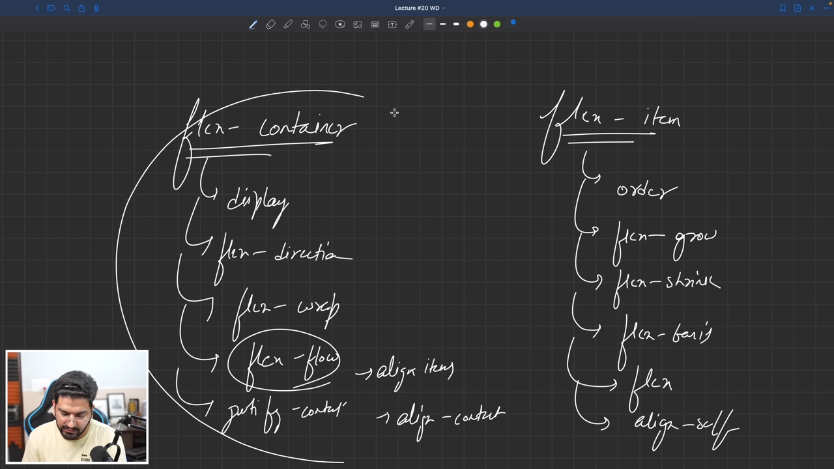 Lecture #20 WD
flex - container
display
flex - direction
flex - wrap
flex - flow
justify - content
→ align items
→ align - content
flex - item
order
flex - grow
flex - shrink
flex - basis
flex
align - self